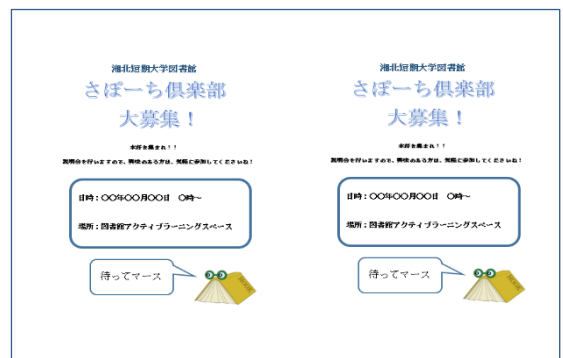 湘北短期大学図書館
さぽーち倶楽部
大募集！
本好き集まれ！！
説明会を行いますので、興味のある方は、気軽に参加してくださいね！
日時：〇〇年〇〇月〇〇日　〇時～
場所：図書館アクティブラーニングスペース
待ってマース
BOOK
湘北短期大学図書館
さぽーち倶楽部
大募集！
本好き集まれ！！
説明会を行いますので、興味のある方は、気軽に参加してくださいね！
日時：〇〇年〇〇月〇〇日　〇時～
場所：図書館アクティブラーニングスペース
待ってマース
BOOK